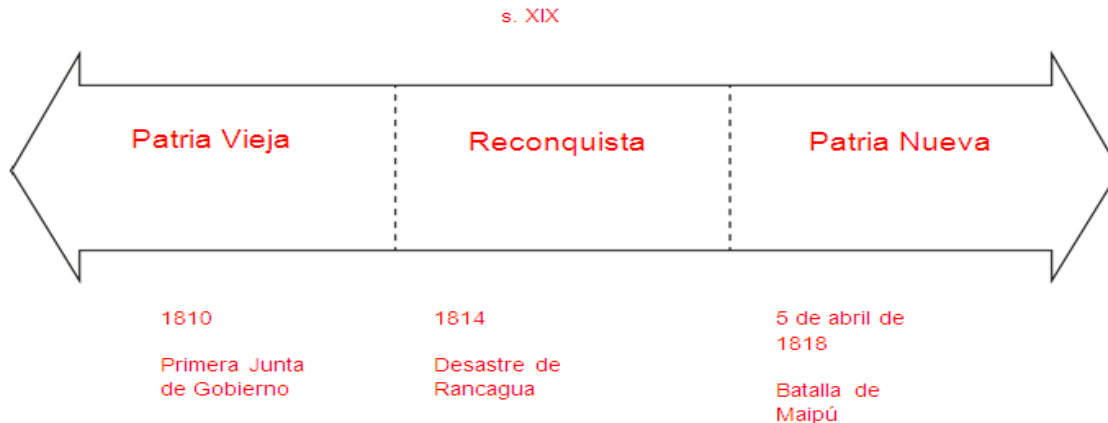 s. XIX
Patria Vieja
Reconquista
Patria Nueva
1810
Primera Junta
de Gobierno
1814
Desastre de
Rancagua
5 de abril de
1818
Batalla de
Maipú